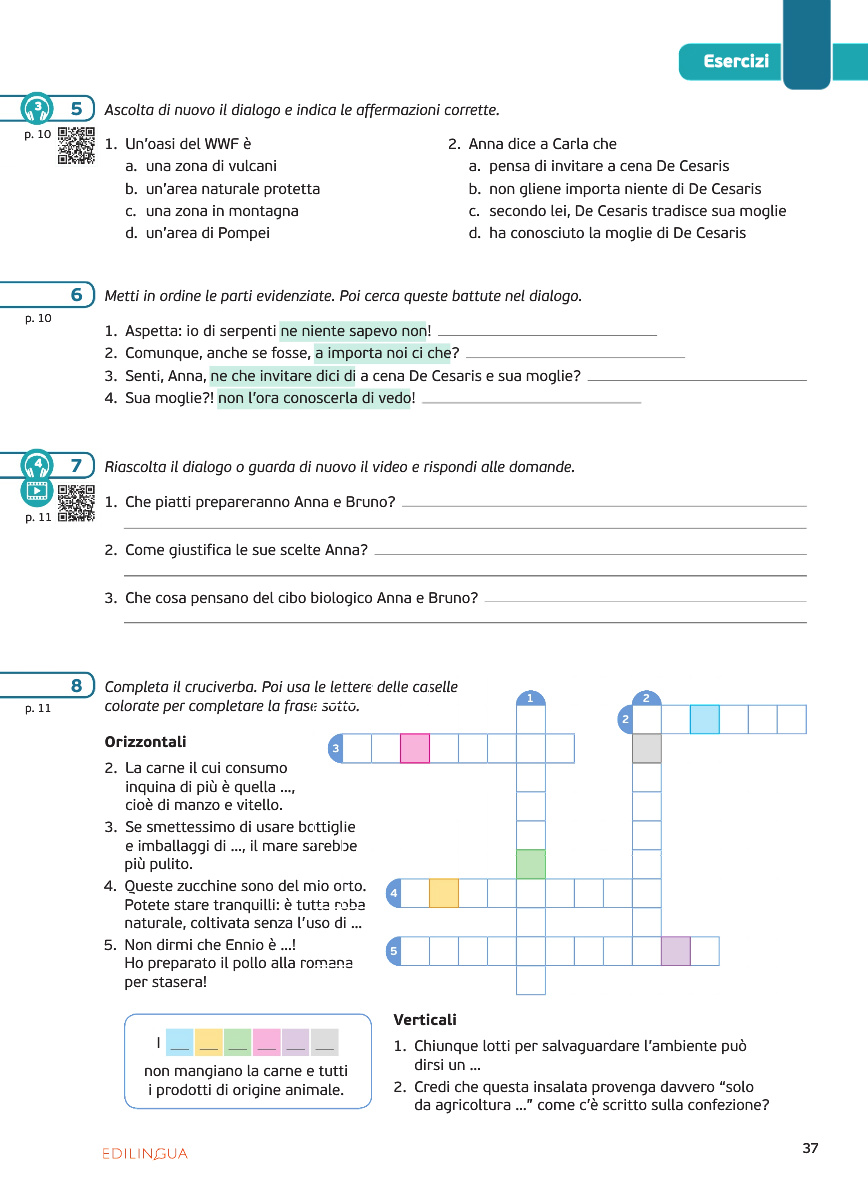 Esercizi
3
5
Ascolta di nuovo il dialogo e indica le affermazioni corrette.
p. 10
1. Un'oasi del WWF è
a. una zona di vulcani
b. un'area naturale protetta
c. una zona in montagna
d. un'area di Pompei
2. Anna dice a Carla che
a. pensa di invitare a cena De Cesaris
b. non gliene importa niente di De Cesaris
c. secondo lei, De Cesaris tradisce sua moglie
d. ha conosciuto la moglie di De Cesaris
6
Metti in ordine le parti evidenziate. Poi cerca queste battute nel dialogo.
p. 10
1. Aspetta: io di serpenti ne niente sapevo non!
2. Comunque, anche se fosse, a importa noi ci che?
3. Senti, Anna, ne che invitare dici di a cena De Cesaris e sua moglie?
4. Sua moglie?! non l'ora conoscerla di vedo!
4
7
Riascolta il dialogo o guarda di nuovo il video e rispondi alle domande.
p. 11
1. Che piatti prepareranno Anna e Bruno?
2. Come giustifica le sue scelte Anna?
3. Che cosa pensano del cibo biologico Anna e Bruno?
8
p. 11
Completa il cruciverba. Poi usa le lettere delle caselle
colorate per completare la frase sotto.
1
2
2
3
4
5
Orizzontali
2. La carne il cui consumo
inquina di più è quella ...,
cioè di manzo e vitello.
3. Se smettessimo di usare bottiglie
e imballaggi di ..., il mare sarebbe
più pulito.
4. Queste zucchine sono del mio orto.
Potete stare tranquilli: è tutta roba
naturale, coltivata senza l'uso di ...
5. Non dirmi che Ennio è ...!
Ho preparato il pollo alla romana
per stasera!
I __ __ __ __ __ __
non mangiano la carne e tutti
i prodotti di origine animale.
Verticali
1. Chiunque lotti per salvaguardare l'ambiente può
dirsi un ...
2. Credi che questa insalata provenga davvero “solo
da agricoltura ...” come c'è scritto sulla confezione?
EDILINGUA
37